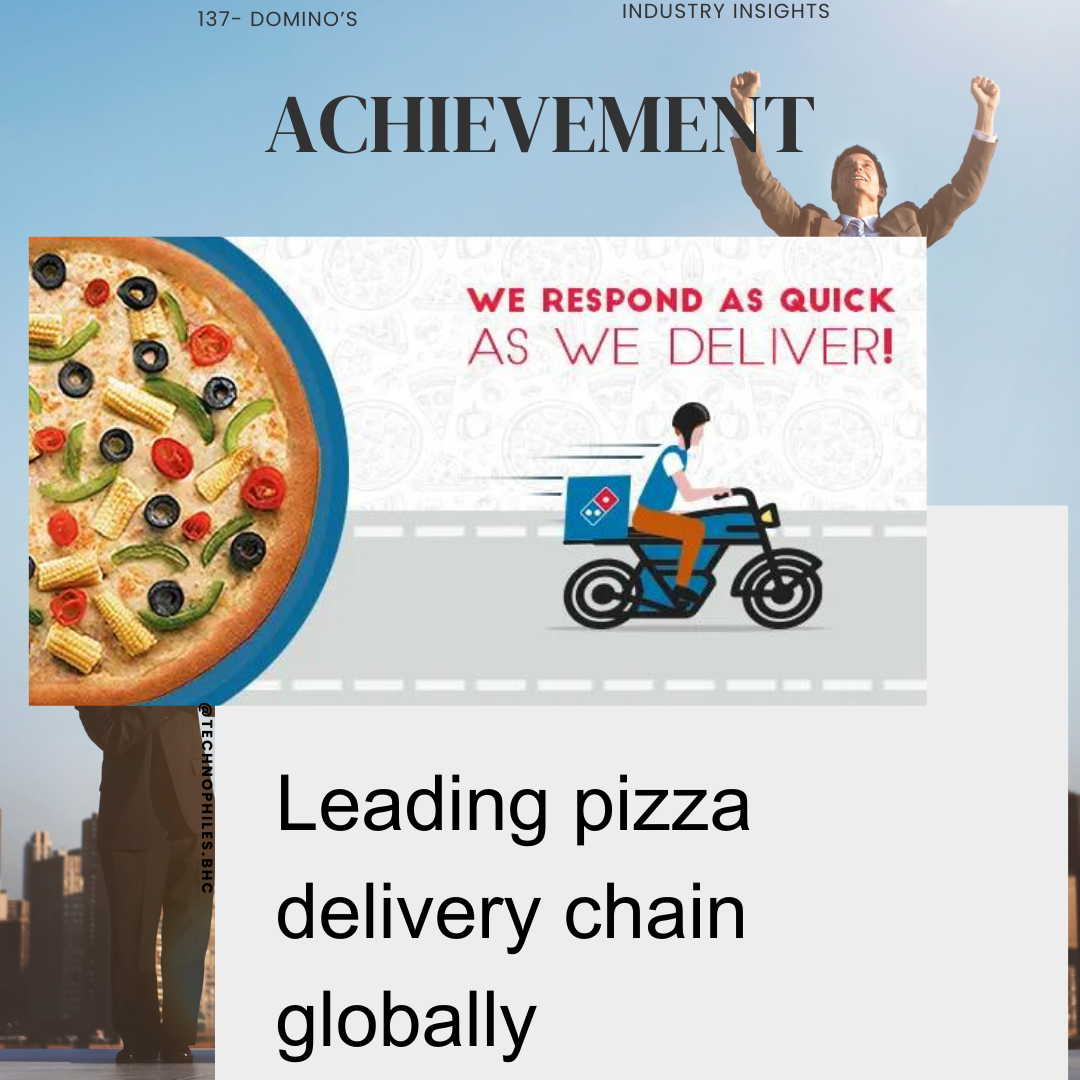 137- DOMINO'S
INDUSTRY INSIGHTS
ACHIEVEMENT
WE RESPOND AS QUICK
AS WE DELIVER!
@TECHNOPHILES.BHC
Leading pizza
delivery chain
globally